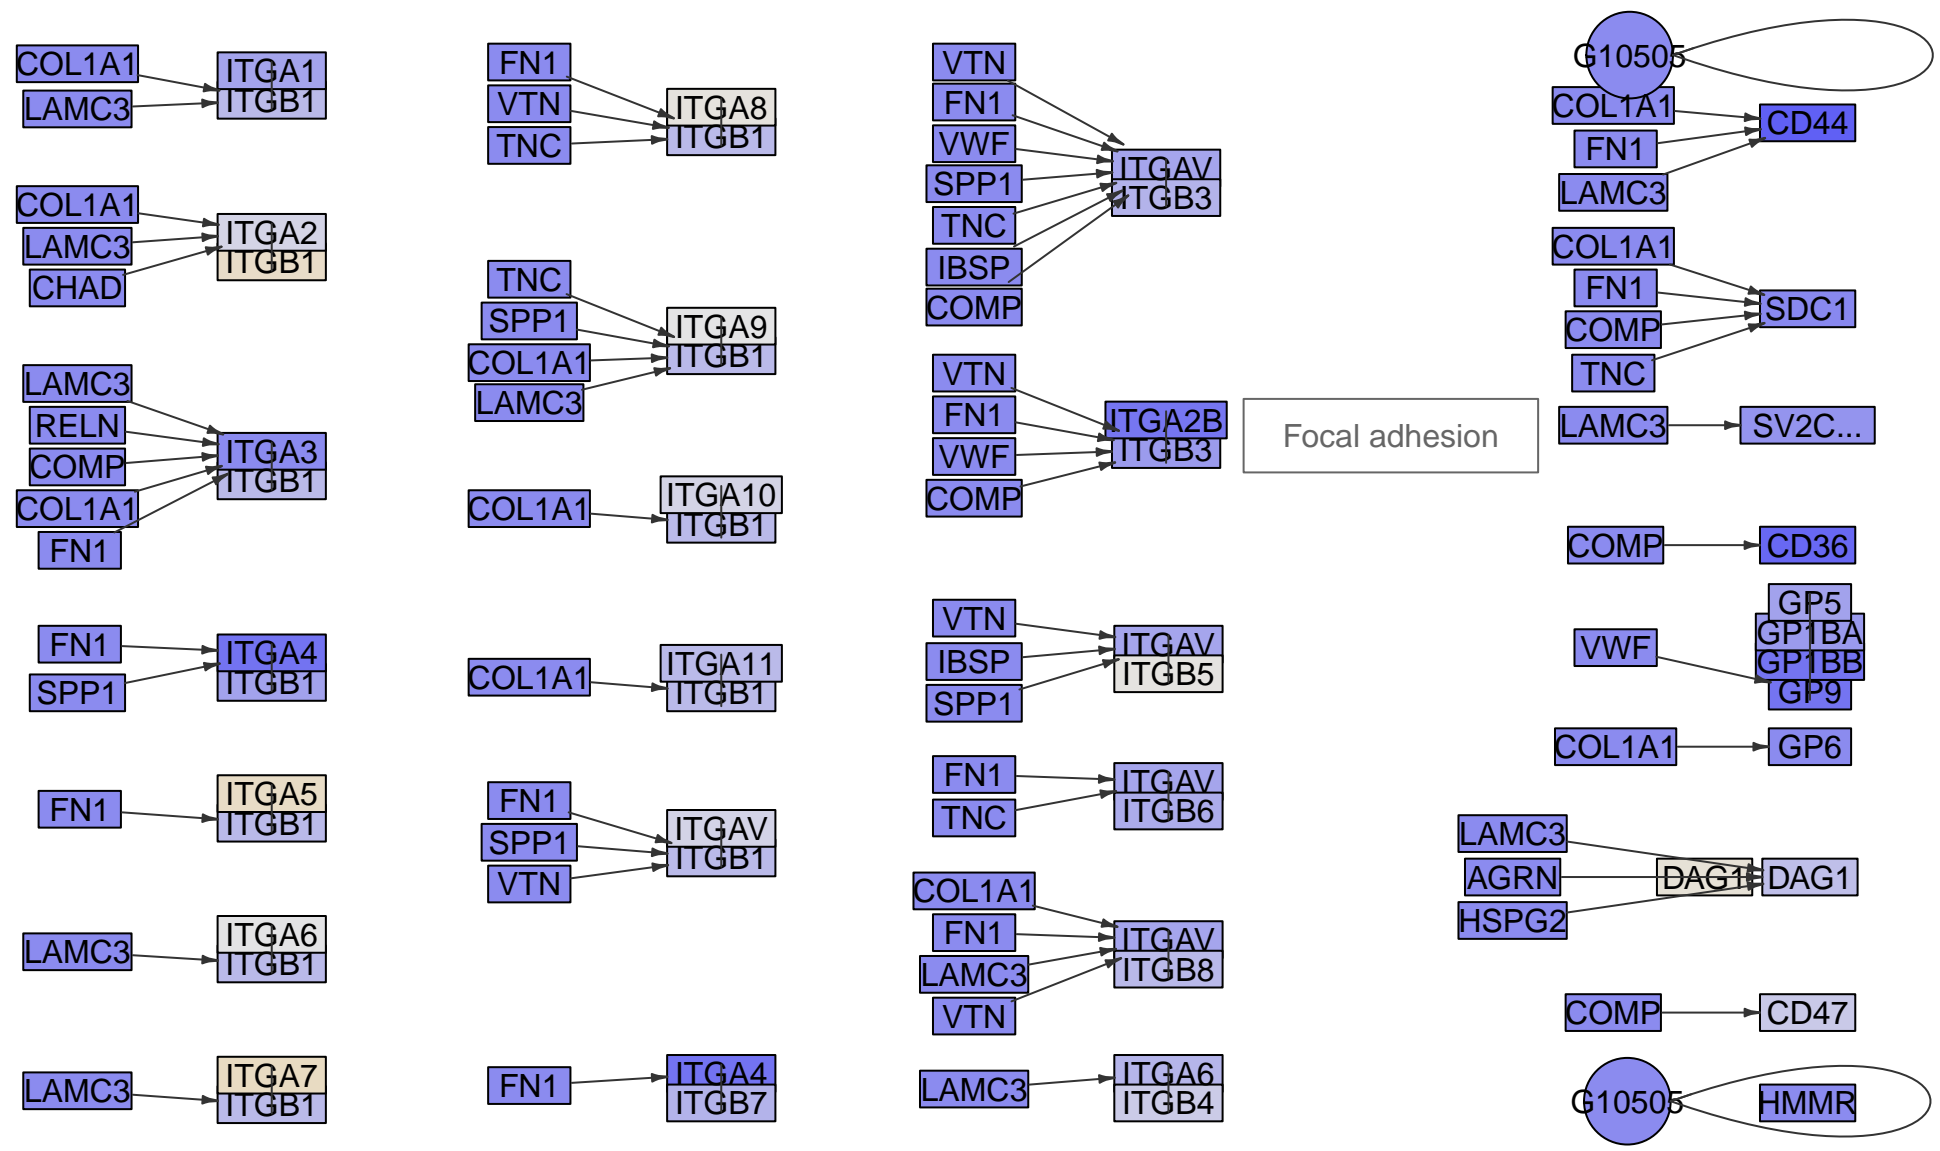 COL1A1
LAMC3
ITGA1
ITGB1
COL1A1
LAMC3
CHAD
ITGA2
ITGB1
LAMC3
RELN
COMP
COL1A1
FN1
ITGA3
ITGB1
FN1
SPP1
ITGA4
ITGB1
FN1
ITGA5
ITGB1
LAMC3
ITGA6
ITGB1
LAMC3
ITGA7
ITGB1
FN1
VTN
TNC
ITGA8
ITGB1
TNC
SPP1
COL1A1
LAMC3
ITGA9
ITGB1
COL1A1
ITGA10
ITGB1
COL1A1
ITGA11
ITGB1
FN1
SPP1
VTN
ITGAV
ITGB1
FN1
ITGA4
ITGB7
VTN
FN1
VWF
SPP1
TNC
IBSP
COMP
ITGAV
ITGB3
VTN
FN1
VWF
COMP
ITGA2B
ITGB3
Focal adhesion
VTN
IBSP
SPP1
ITGAV
ITGB5
FN1
TNC
ITGAV
ITGB6
COL1A1
FN1
LAMC3
VTN
ITGAV
ITGB8
LAMC3
ITGA6
ITGB4
G10505
COL1A1
FN1
LAMC3
CD44
COL1A1
FN1
COMP
TNC
SDC1
LAMC3
SV2C...
COMP
CD36
VWF
GP5
GP1BA
GP1BB
GP9
COL1A1
GP6
LAMC3
AGRN
HSPG2
DAG1
DAG1
COMP
CD47
G10505
HMMR